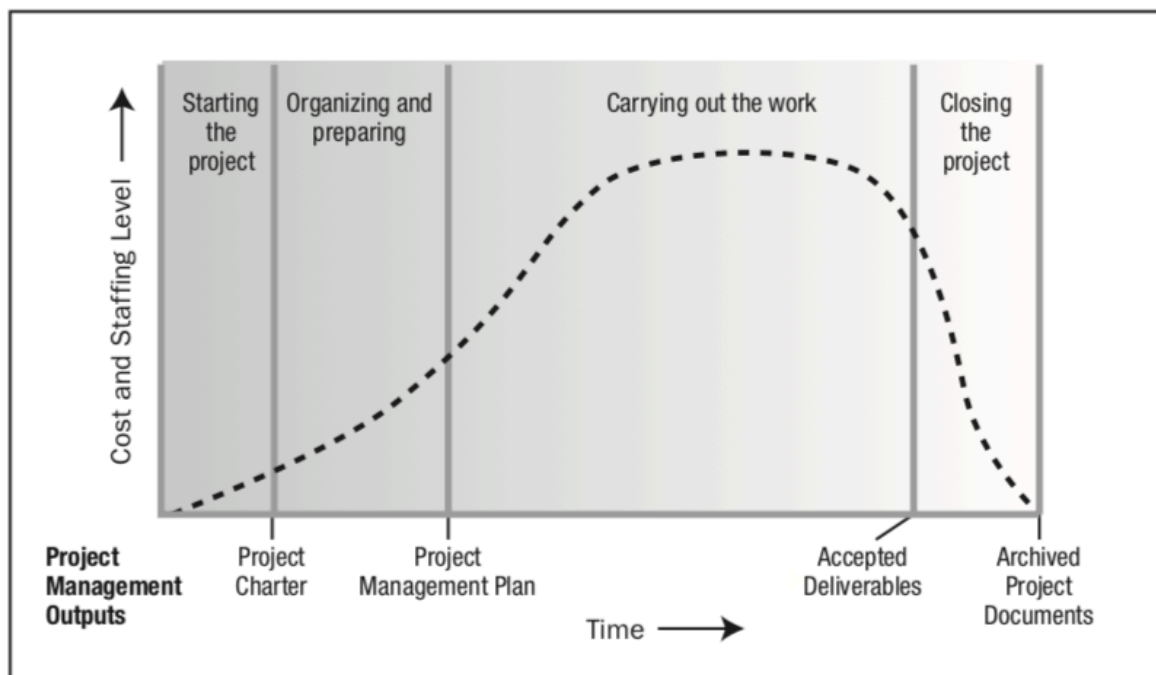 Starting
the
project
Organizing and
preparing
Carrying out the work
Closing
the
project
Cost and Staffing Level
Project
Management
Outputs
Project
Charter
Project
Management Plan
Accepted
Deliverables
Archived
Project
Documents
Time